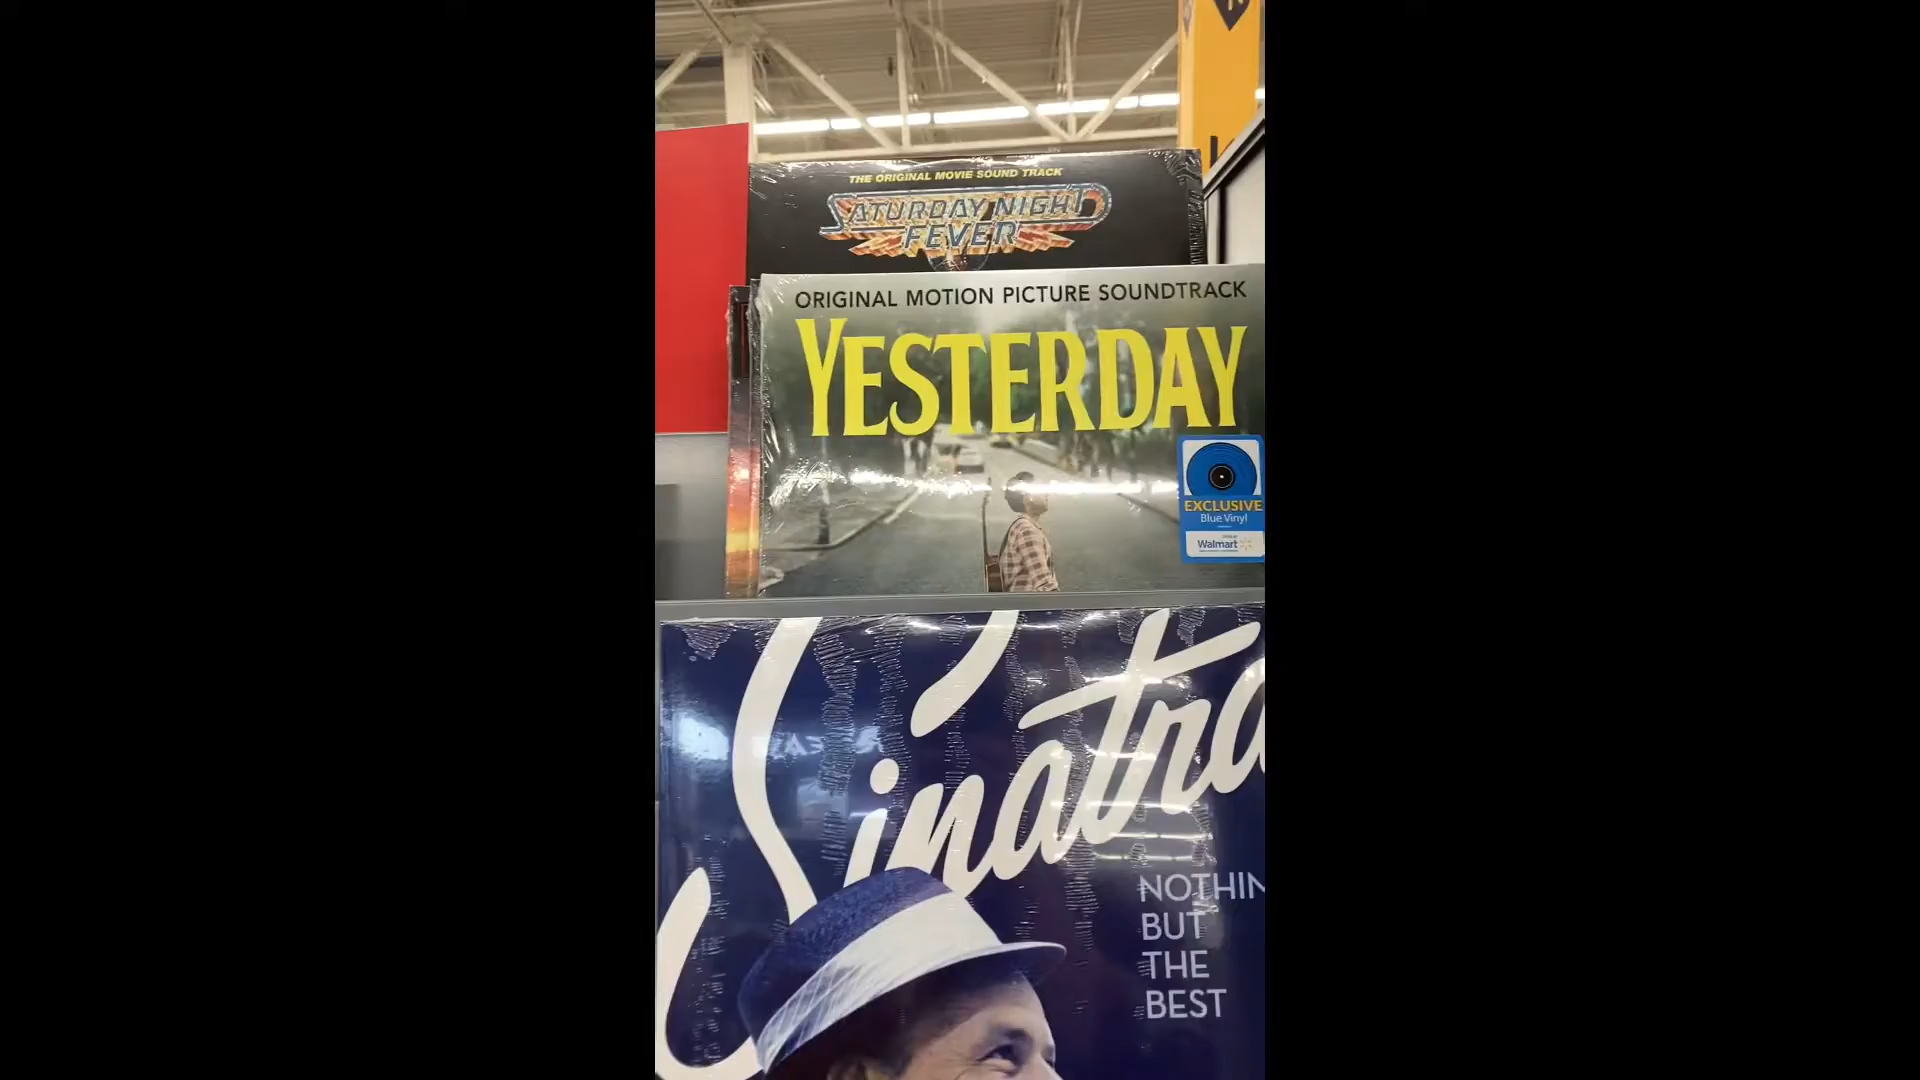 THE ORIGINAL MOVIE SOUND TRACK
SATURDAY NIGHT
FEVER
ORIGINAL MOTION PICTURE SOUNDTRACK
YESTERDAY
EXCLUSIVE
Blue Vinyl
Walmart
Sinatra
NOTHIN
BUT
THE
BEST